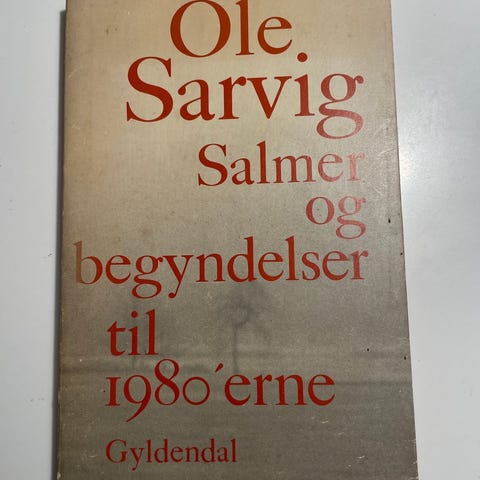 Ole
Sarvig
Salmer
og
begyndelser
til
1980'erne
Gyldendal